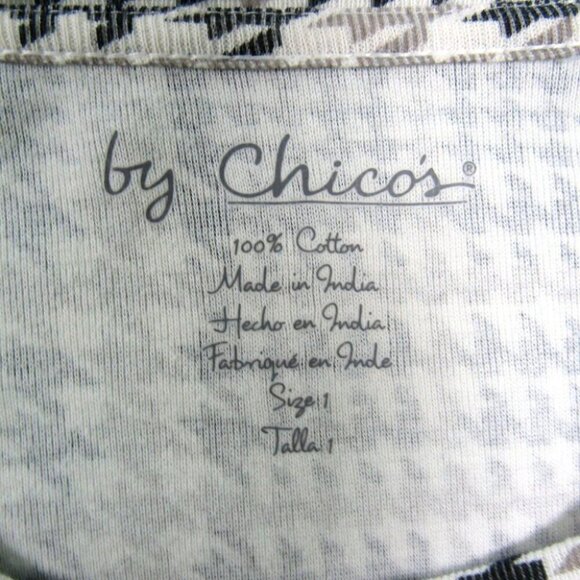 by Chico's®
100% Cotton
Made in India
Hecho en India
Fabriqué en Inde
Size 1
Talla 1